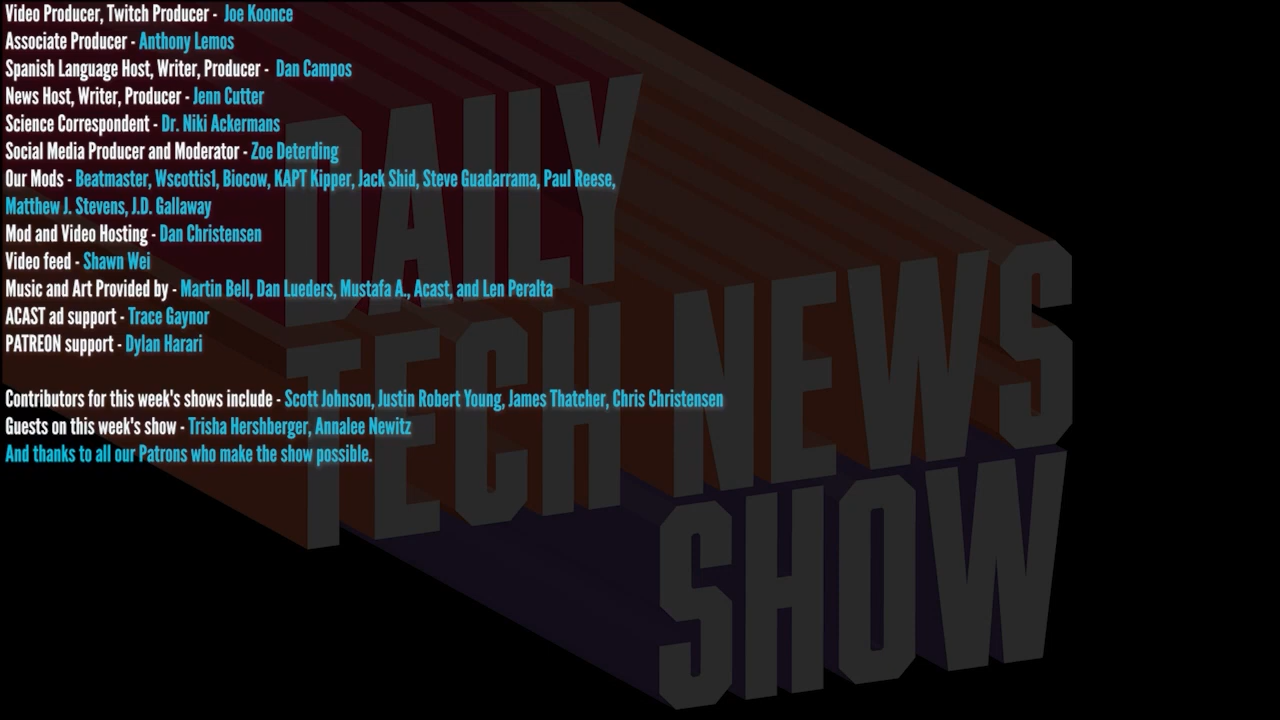 Video Producer, Twitch Producer - Joe Koonce
Associate Producer - Anthony Lemos
Spanish Language Host, Writer, Producer - Dan Campos
News Host, Writer, Producer - Jenn Cutter
Science Correspondent - Dr. Niki Ackermans
Social Media Producer and Moderator - Zoe Deterding
Our Mods - Beatmaster, Wscottis1, Biocow, KAPT Kipper, Jack Shid, Steve Guadarrama, Paul Reese,
Matthew J. Stevens, J.D. Gallaway
Mod and Video Hosting - Dan Christensen
Video feed - Shawn Wei
Music and Art Provided by - Martin Bell, Dan Lueders, Mustafa A., Acast, and Len Peralta
ACAST ad support - Trace Gaynor
PATREON support - Dylan Harari
Contributors for this week's shows include - Scott Johnson, Justin Robert Young, James Thatcher, Chris Christensen
Guests on this week's show - Trisha Hershberger, Annalee Newitz
And thanks to all our Patrons who make the show possible.
DAILY
TECH NEWS
SHOW